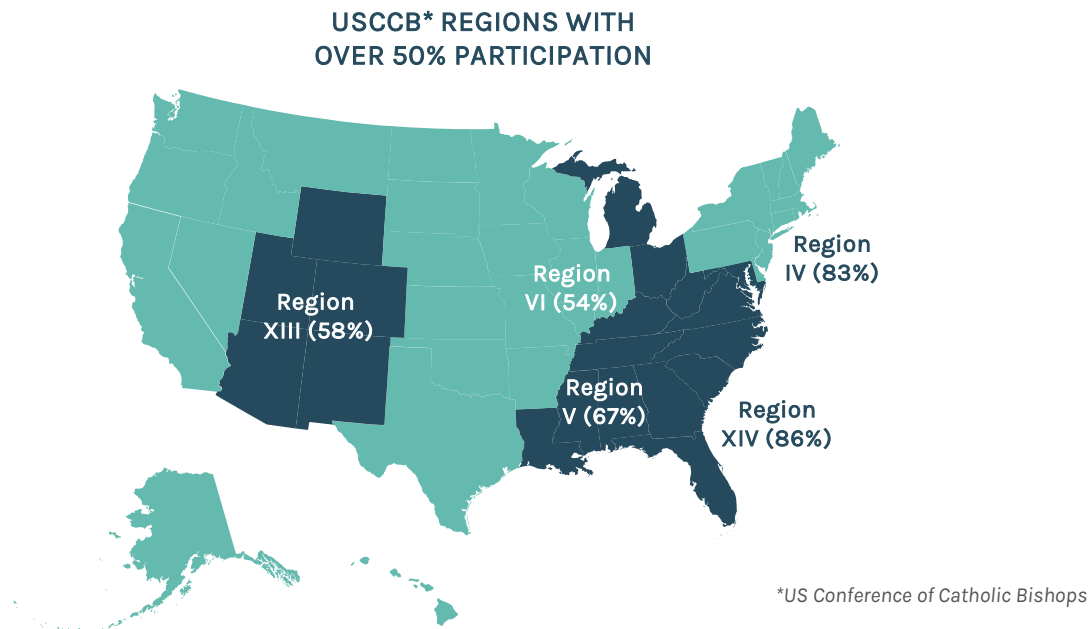 USCCB* REGIONS WITH
OVER 50% PARTICIPATION
Region
IV (83%)
Region
VI (54%)
Region
XIII (58%)
Region
V (67%)
Region
XIV (86%)
*US Conference of Catholic Bishops